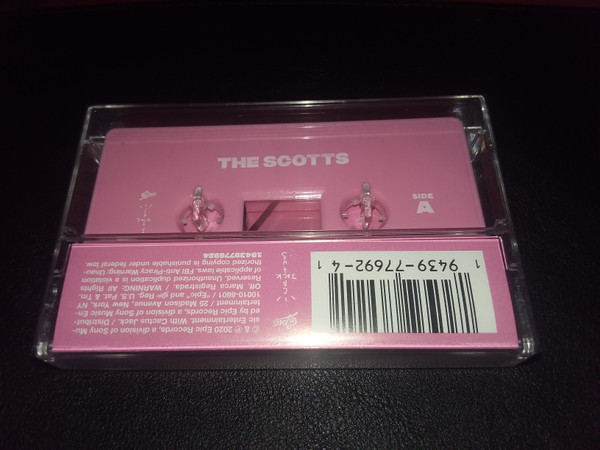 THE SCOTTS
SIDE
A
© & ℗ 2020 Epic Records, a division of Sony Mu-
sic Entertainment. With Cactus Jack. / Distribut-
ed by Epic Records, a division of Sony Music En-
tertainment / 25 Madison Avenue, New York, NY
10010-8601 / "Epic" and Reg. U.S. Pat. & Tm.
Off. Marca Registrada. / WARNING: All Rights
Reserved. Unauthorized duplication is a violation
of applicable laws. FBI Anti-Piracy Warning: Unau-
thorized copying is punishable under federal law.
19439776924
Epic
1 9439-77692-4 1